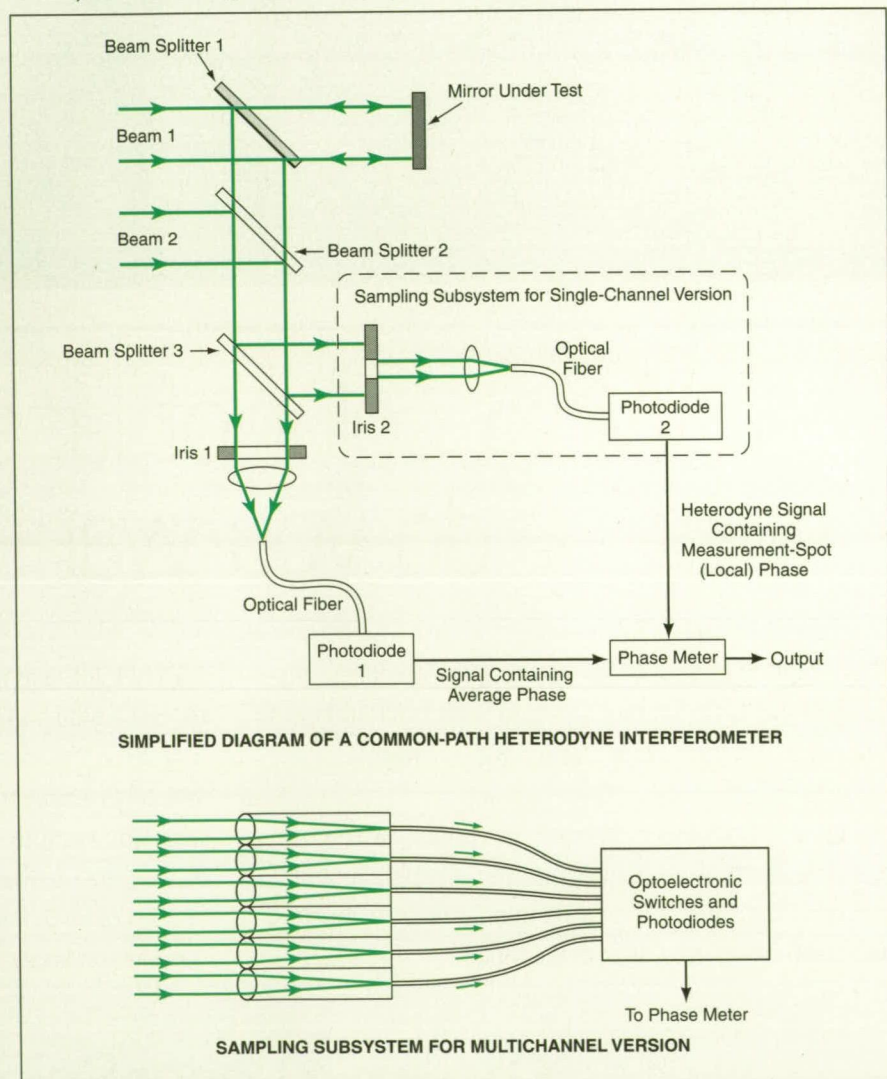 Beam Splitter 1
Mirror Under Test
Beam 1
Beam 2
Beam Splitter 2
Sampling Subsystem for Single-Channel Version
Beam Splitter 3
Optical
Fiber
Photodiode
2
Iris 2
Iris 1
Heterodyne Signal
Containing
Measurement-Spot
(Local) Phase
Optical Fiber
Photodiode
1
Signal Containing
Average Phase
Phase Meter
Output
SIMPLIFIED DIAGRAM OF A COMMON-PATH HETERODYNE INTERFEROMETER
Optoelectronic
Switches and
Photodiodes
To Phase Meter
SAMPLING SUBSYSTEM FOR MULTICHANNEL VERSION